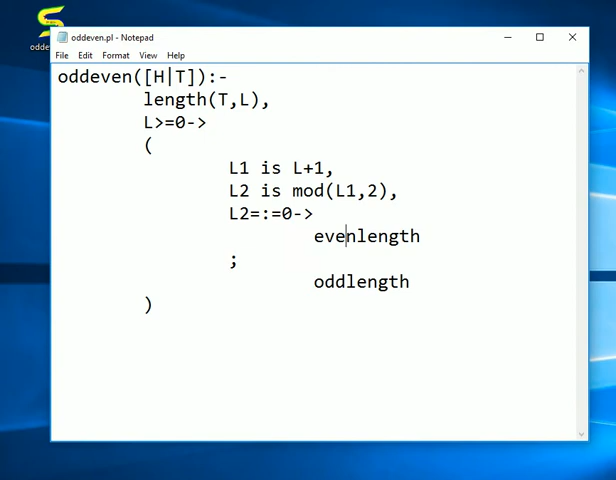 oddeven.pl - Notepad
File Edit Format View Help
oddeven([H|T]):-
length(T,L),
L>=0->
(
L1 is L+1,
L2 is mod(L1,2),
L2=:=0->
evenlength
;
oddlength
)